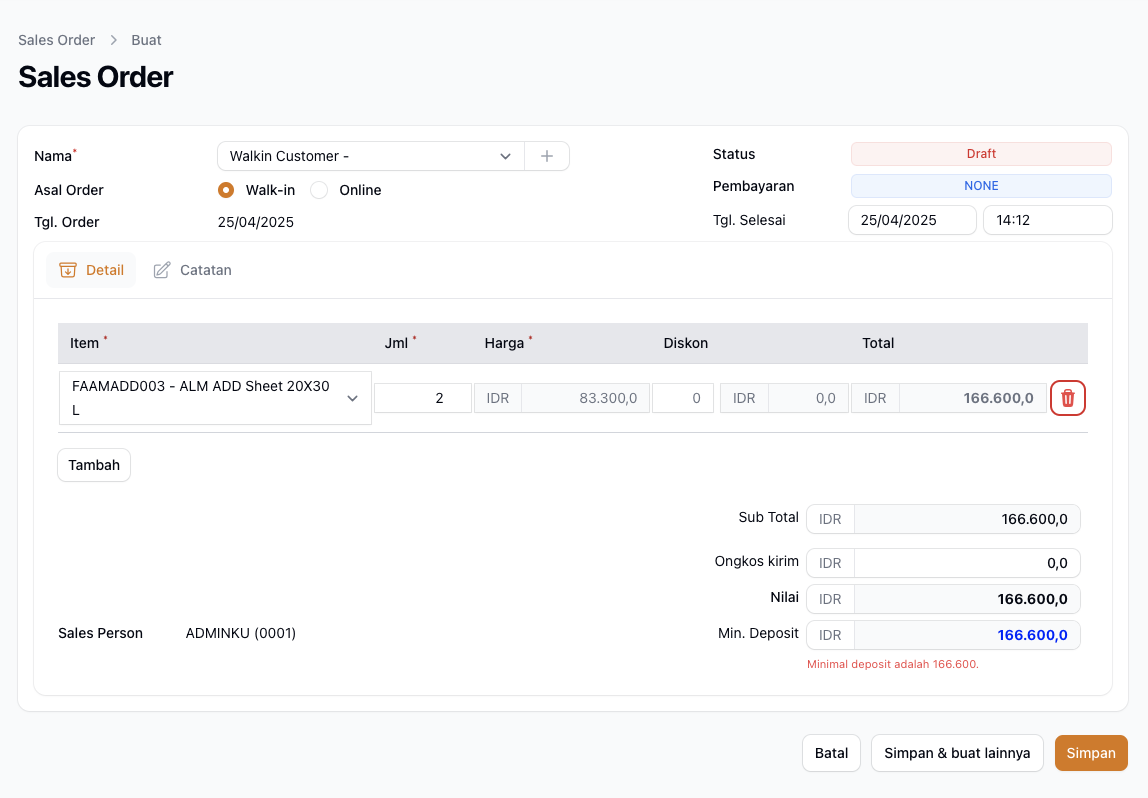 Sales Order > Buat
Sales Order
Nama* Walkin Customer -
Status Draft
Asal Order Walk-in Online
Pembayaran NONE
Tgl. Order 25/04/2025
Tgl. Selesai 25/04/2025 14:12
Detail Catatan
Item * Jml * Harga * Diskon Total
FAAMADD003 - ALM ADD Sheet 20X30
L
2 IDR 83.300,0 0 IDR 0,0 IDR 166.600,0
Tambah
Sub Total IDR 166.600,0
Ongkos kirim IDR 0,0
Nilai IDR 166.600,0
Sales Person ADMINKU (0001)
Min. Deposit IDR 166.600,0
Minimal deposit adalah 166.600.
Batal Simpan & buat lainnya Simpan